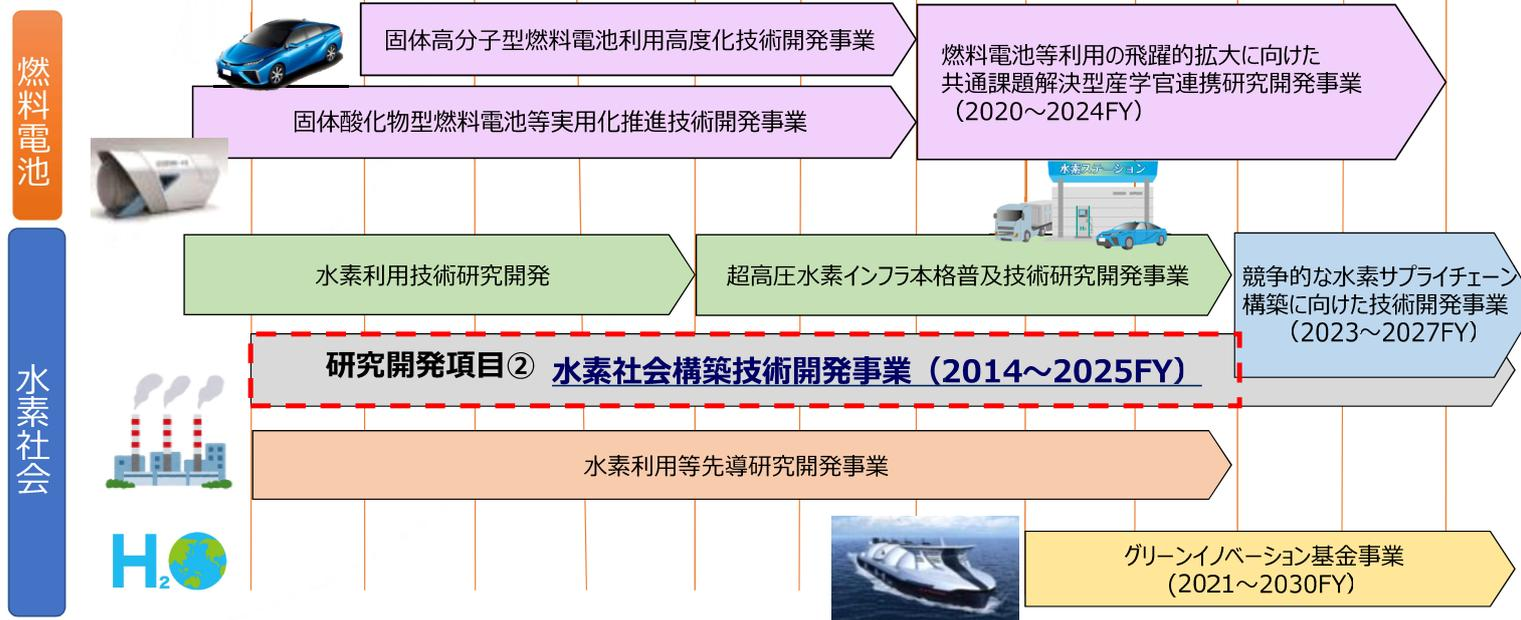 燃料電池
固体高分子型燃料電池利用高度化技術開発事業
固体酸化物型燃料電池等実用化推進技術開発事業
燃料電池等利用の飛躍的拡大に向けた
共通課題解決型産学官連携研究開発事業
（2020～2024FY）
水素ステーション
水素社会
水素利用技術研究開発
超高圧水素インフラ本格普及技術研究開発事業
競争的な水素サプライチェーン
構築に向けた技術開発事業
（2023～2027FY）
研究開発項目② 水素社会構築技術開発事業（2014～2025FY）
水素利用等先導研究開発事業
H2
グリーンイノベーション基金事業
（2021～2030FY）